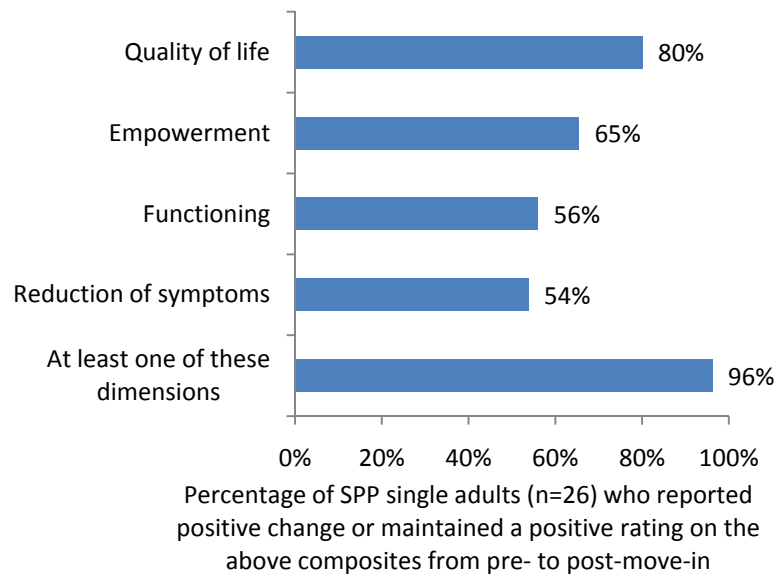 Quality of life
80%
Empowerment
65%
Functioning
56%
Reduction of symptoms
54%
At least one of these
dimensions
96%
0% 20% 40% 60% 80% 100%
Percentage of SPP single adults (n=26) who reported
positive change or maintained a positive rating on the
above composites from pre- to post-move-in